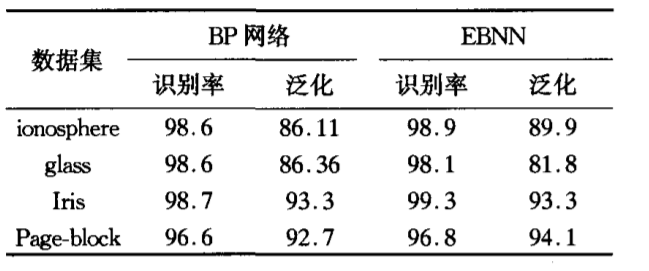 数据集 BP网络 EBNN
识别率 泛化 识别率 泛化
ionosphere 98.6 86.11 98.9 89.9
glass 98.6 86.36 98.1 81.8
Iris 98.7 93.3 99.3 93.3
Page-block 96.6 92.7 96.8 94.1